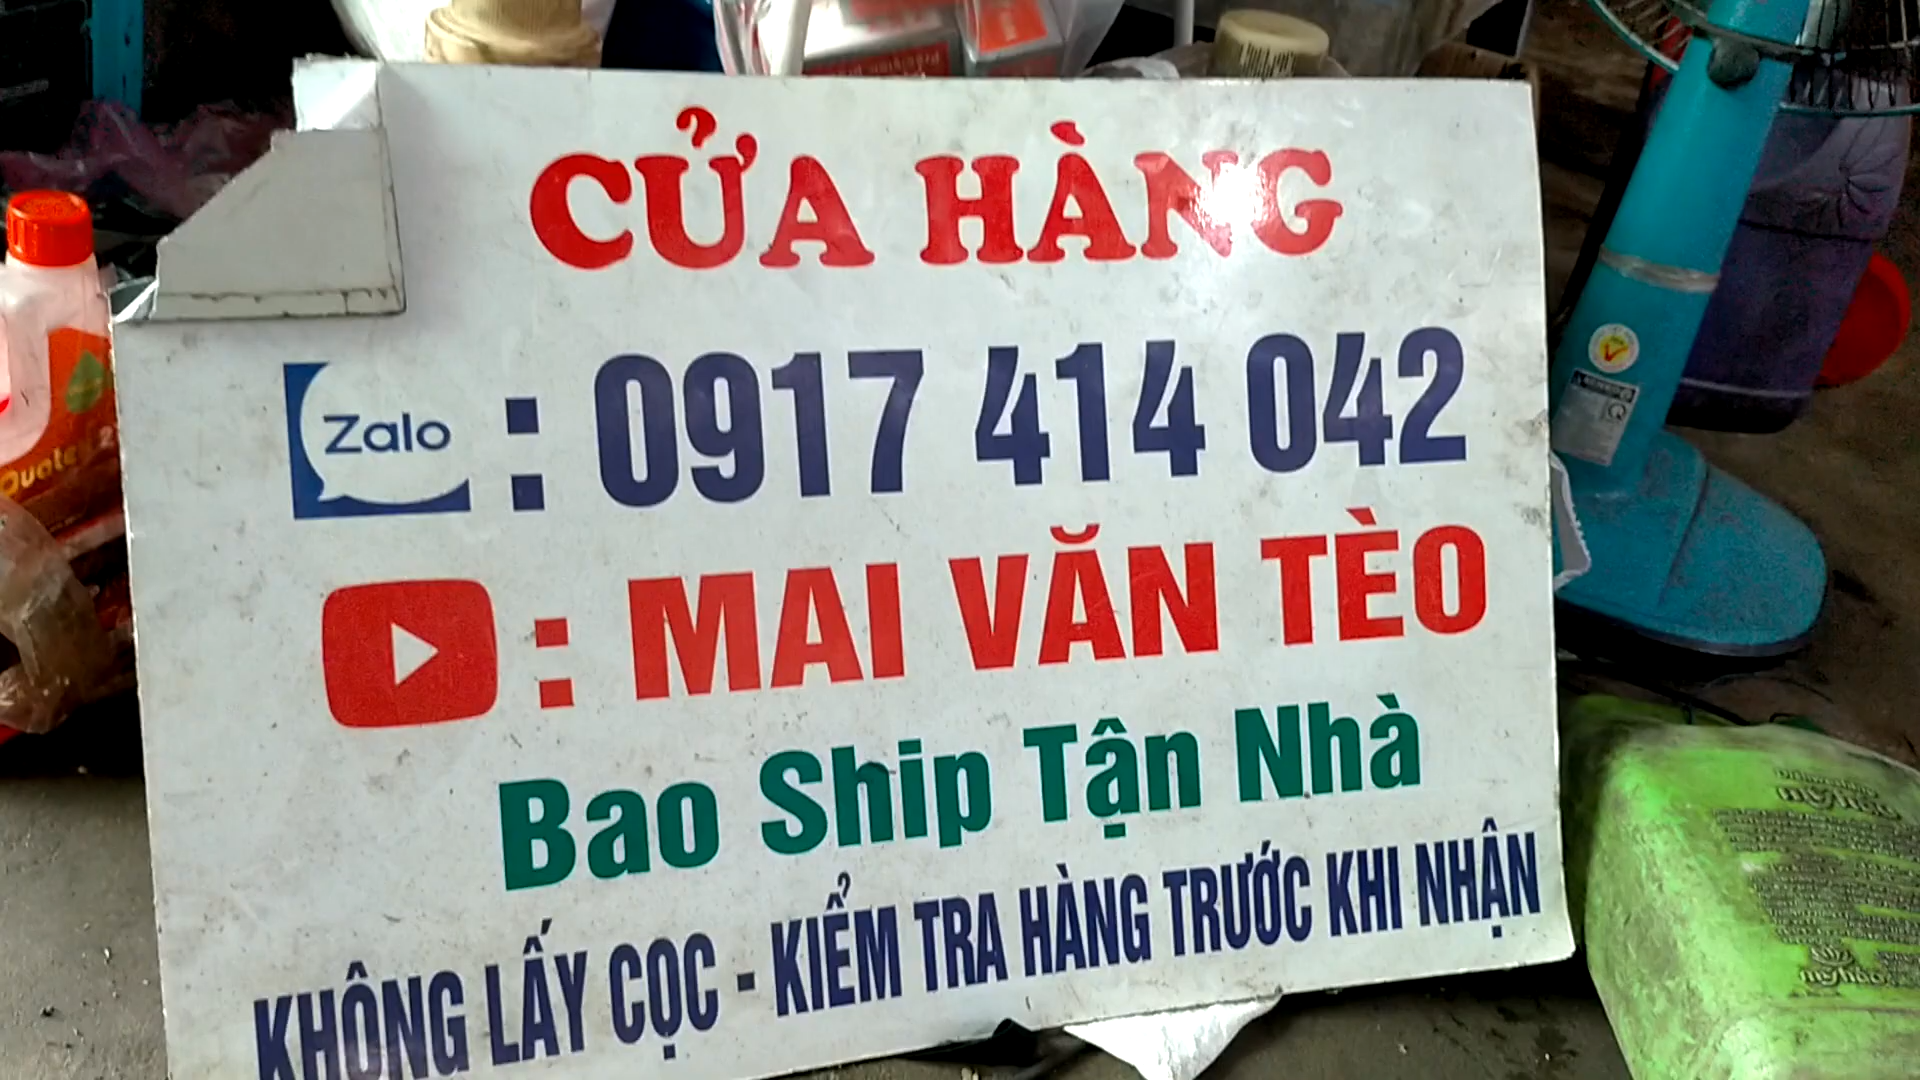 CỬA HÀNG
Zalo : 0917 414 042
: MAI VĂN TÈO
Bao Ship Tận Nhà
KHÔNG LẤY CỌC - KIỂM TRA HÀNG TRƯỚC KHI NHẬN